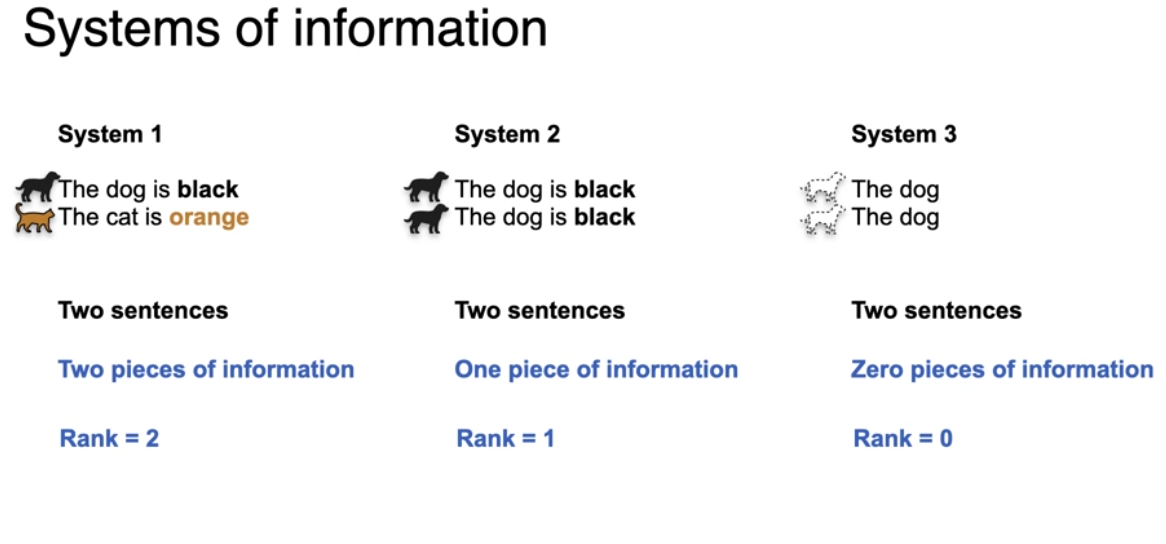 Systems of information
System 1
The dog is black
The cat is orange
Two sentences
Two pieces of information
Rank = 2
System 2
The dog is black
The dog is black
Two sentences
One piece of information
Rank = 1
System 3
The dog
The dog
Two sentences
Zero pieces of information
Rank = 0